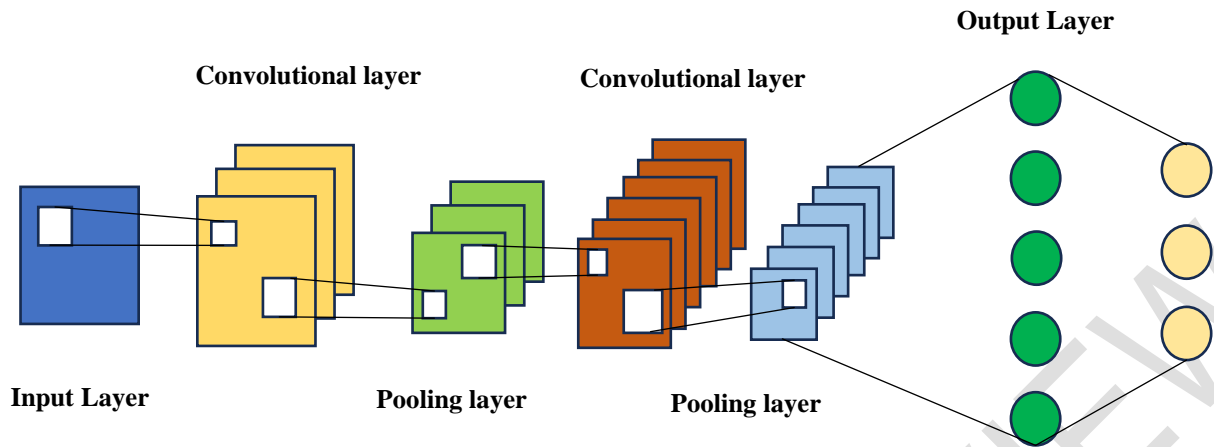 Output Layer
Convolutional layer
Convolutional layer
Input Layer
Pooling layer
Pooling layer